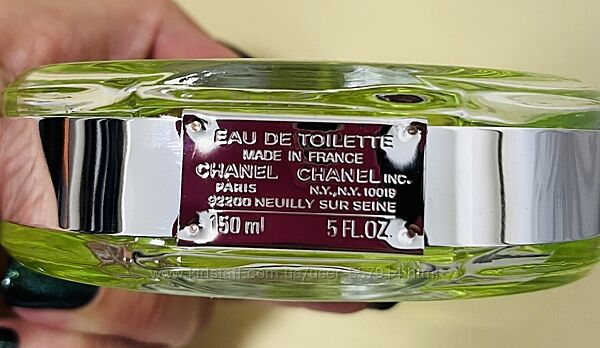 EAU DE TOILETTE
MADE IN FRANCE
CHANEL CHANEL INC.
PARIS N.Y., N.Y. 10019
92200 NEUILLY SUR SEINE
150 ml 5 FL.OZ.